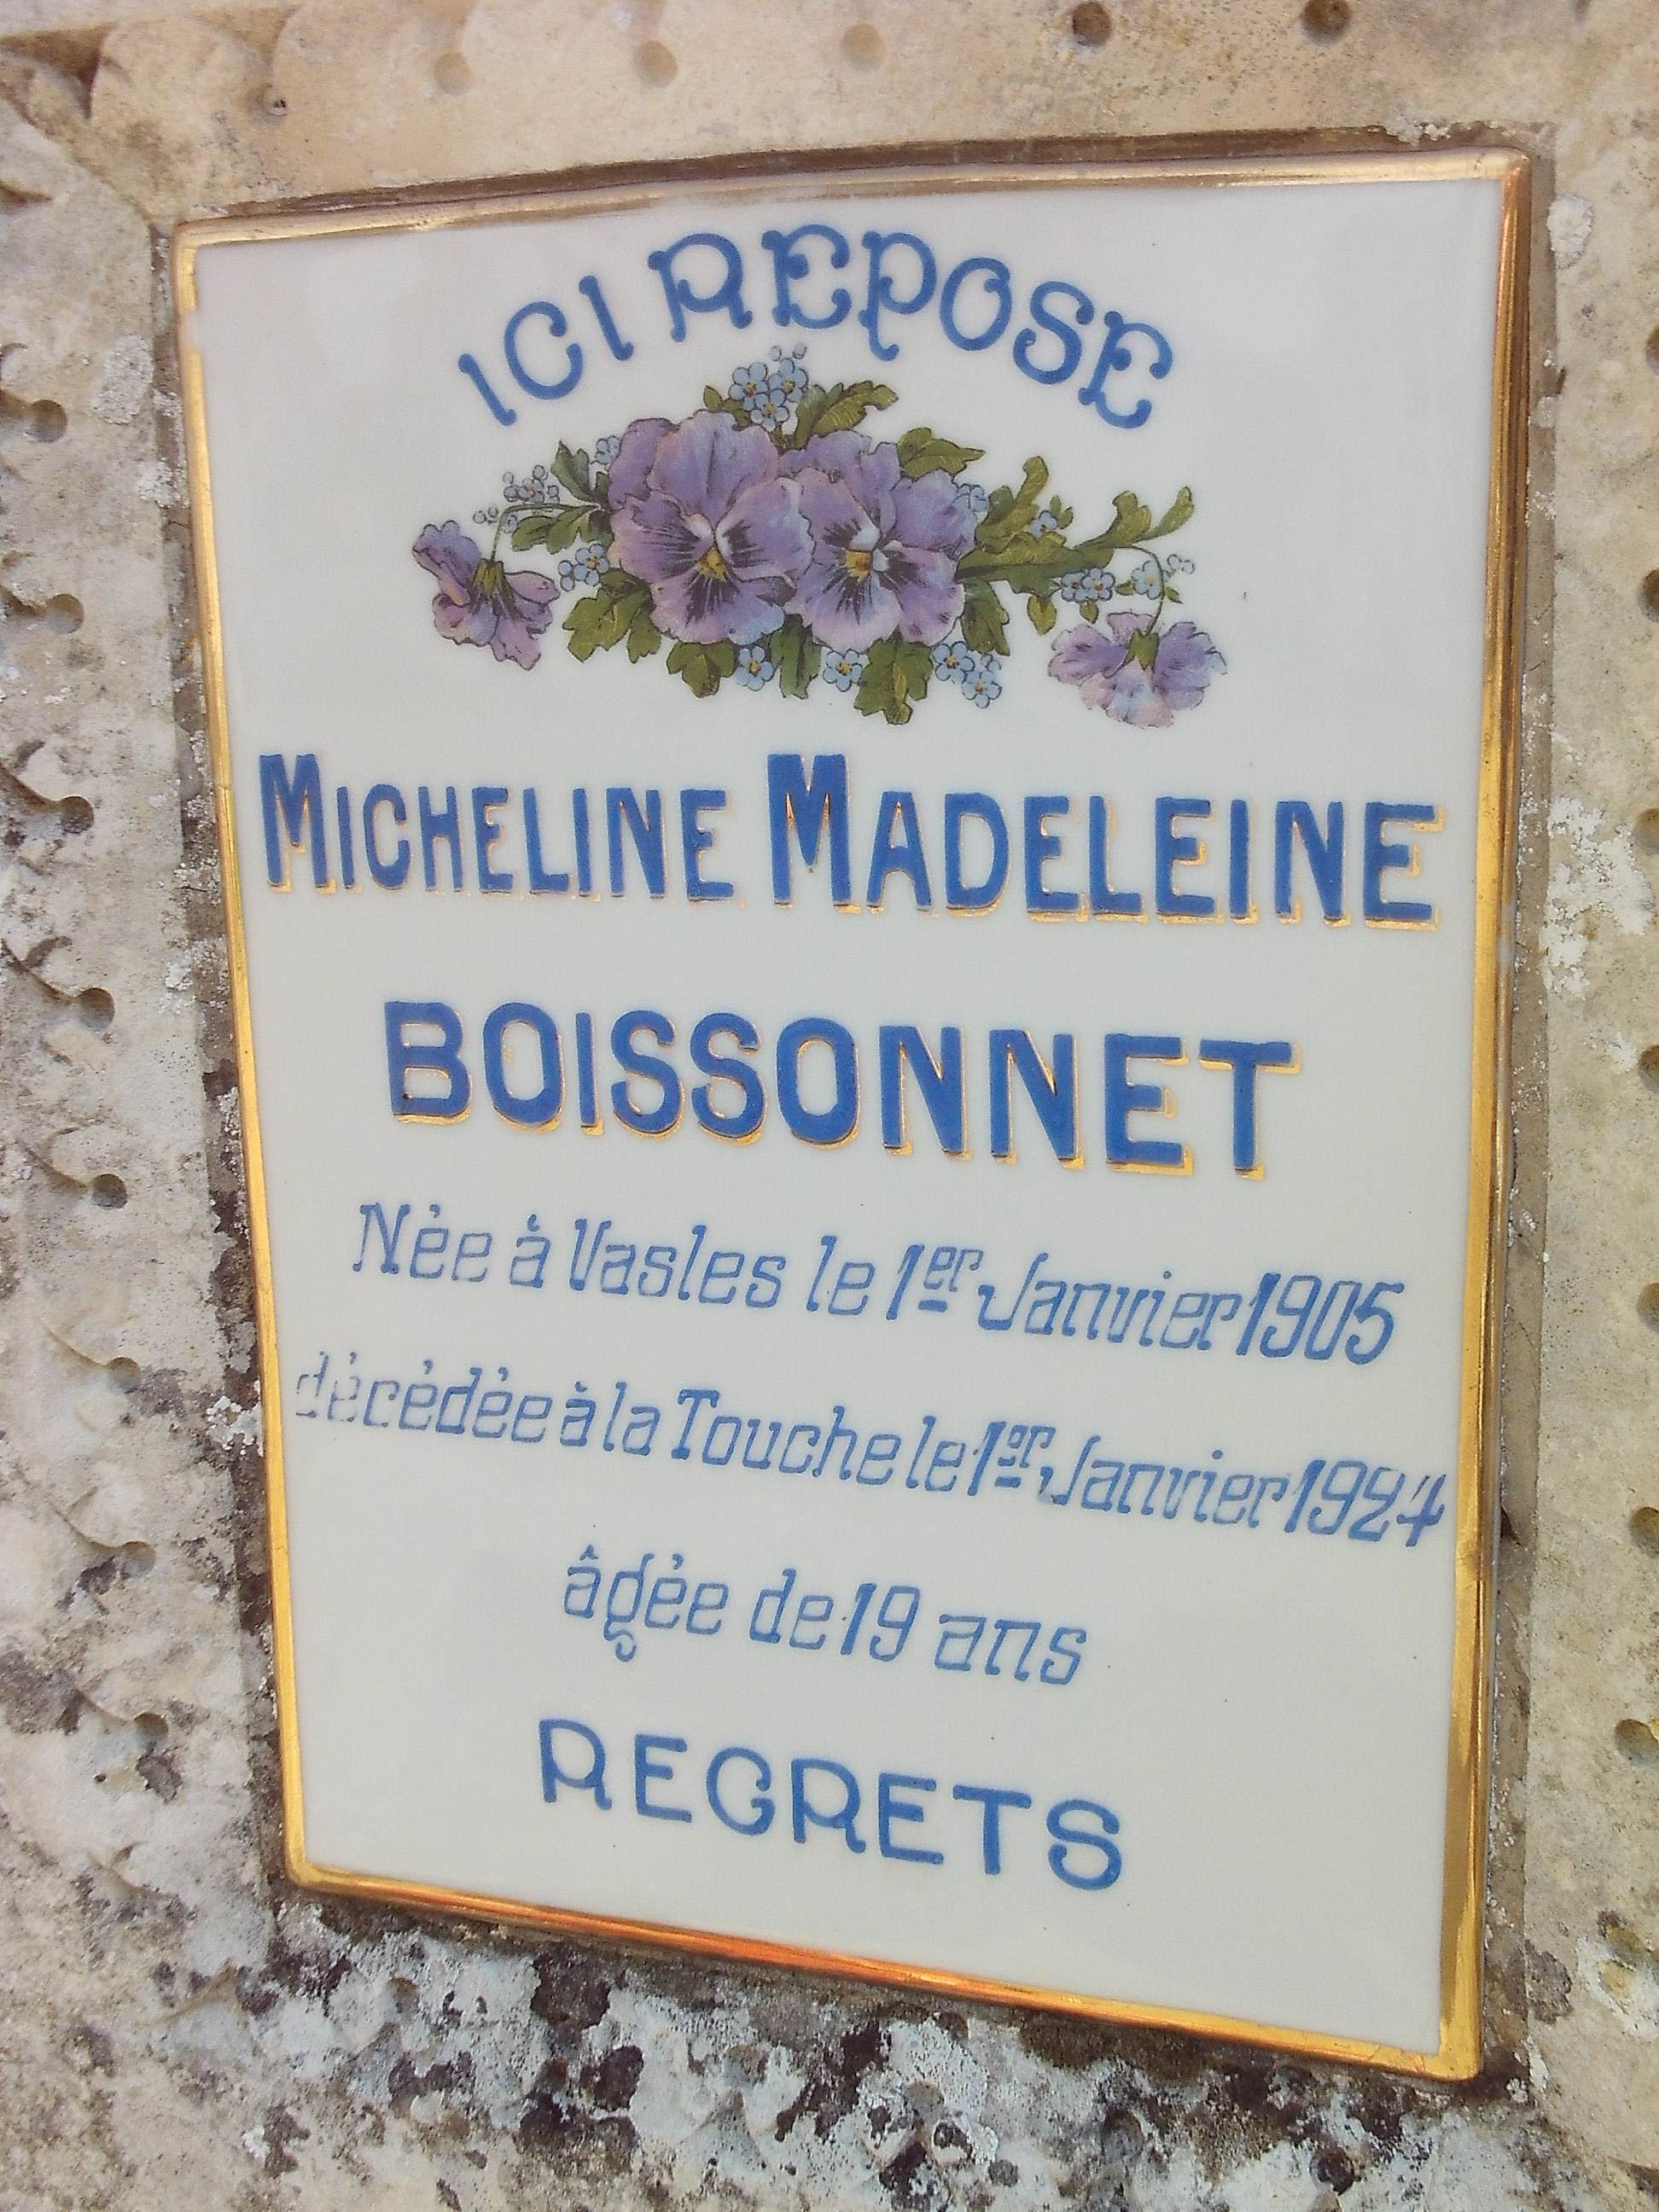 ICI REPOSE
MICHELINE MADELEINE
BOISSONNET
Née à Vasles le 1er Janvier 1905
décédée à la Touche le 1er Janvier 1924
âgée de 19 ans
REGRETS